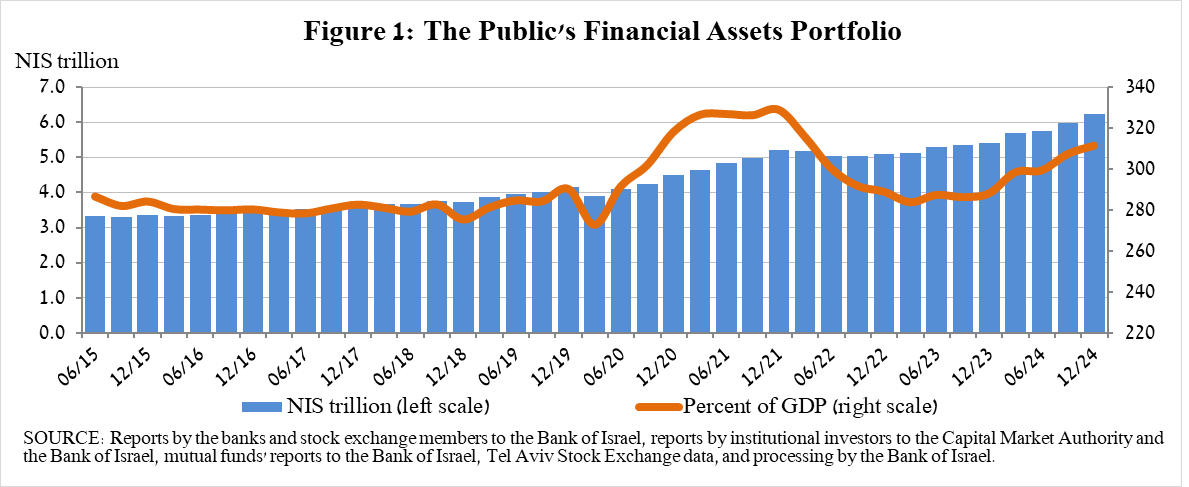 Figure 1: The Public's Financial Assets Portfolio
NIS trillion
7.0
6.0
5.0
4.0
3.0
2.0
1.0
0.0
340
320
300
280
260
240
220
06/15 12/15 06/16 12/16 06/17 12/17 06/18 12/18 06/19 12/19 06/20 12/20 06/21 12/21 06/22 12/22 06/23 12/23 06/24 12/24
NIS trillion (left scale) Percent of GDP (right scale)
SOURCE: Reports by the banks and stock exchange members to the Bank of Israel, reports by institutional investors to the Capital Market Authority and
the Bank of Israel, mutual funds' reports to the Bank of Israel, Tel Aviv Stock Exchange data, and processing by the Bank of Israel.